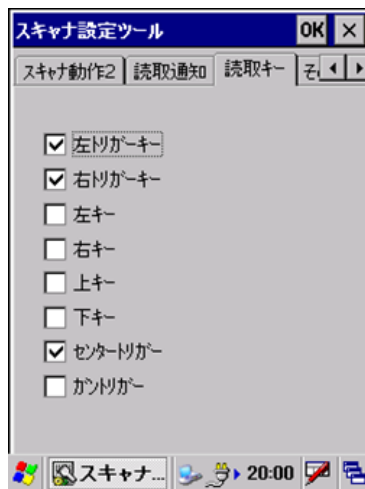 スキャナ設定ツール OK ×
スキャナ動作2 読取通知 読取キー そ
左トリガーキー
右トリガーキー
左キー
右キー
上キー
下キー
センタートリガー
ガントリガー
スキャナ... 20:00